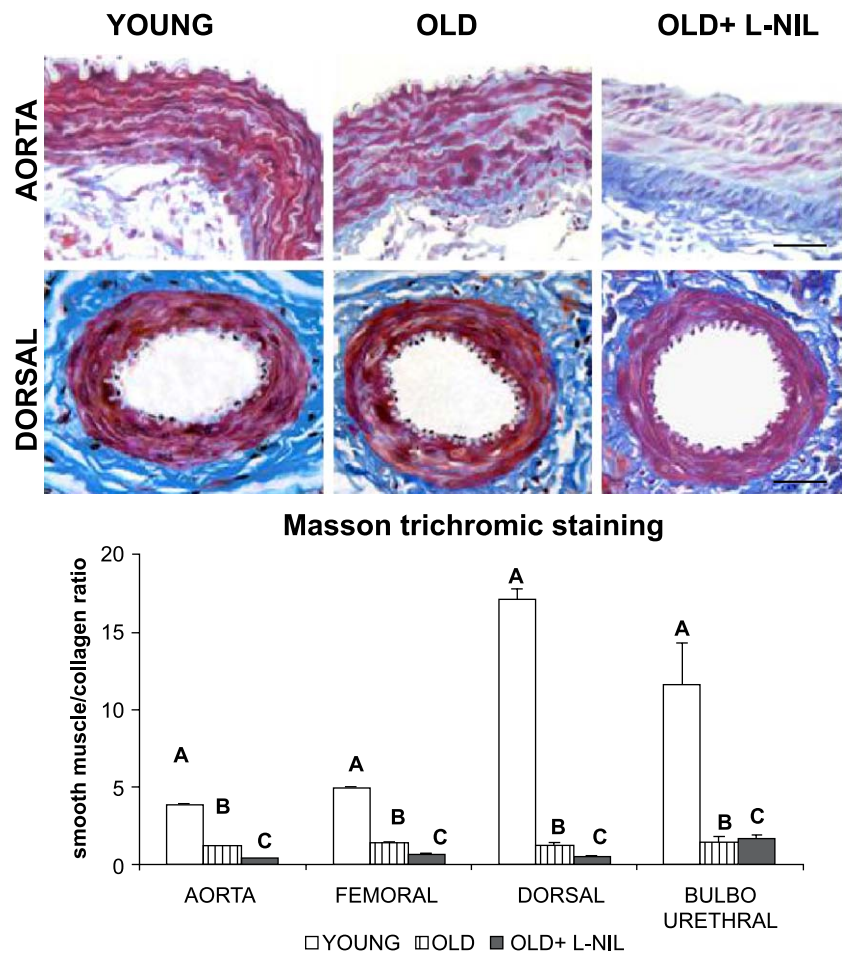 YOUNG OLD OLD+ L-NIL
AORTA
DORSAL
Masson trichromic staining
smooth muscle/collagen ratio
20
15
10
5
0
A B C
A B C
A B C
A B C
AORTA FEMORAL DORSAL BULBO URETHRAL
YOUNG OLD OLD+ L-NIL